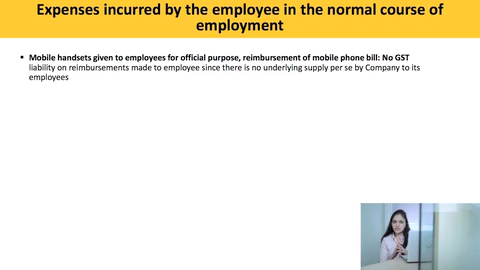 Expenses incurred by the employee in the normal course of
employment
▪ Mobile handsets given to employees for official purpose, reimbursement of mobile phone bill: No GST
liability on reimbursements made to employee since there is no underlying supply per se by Company to its
employees